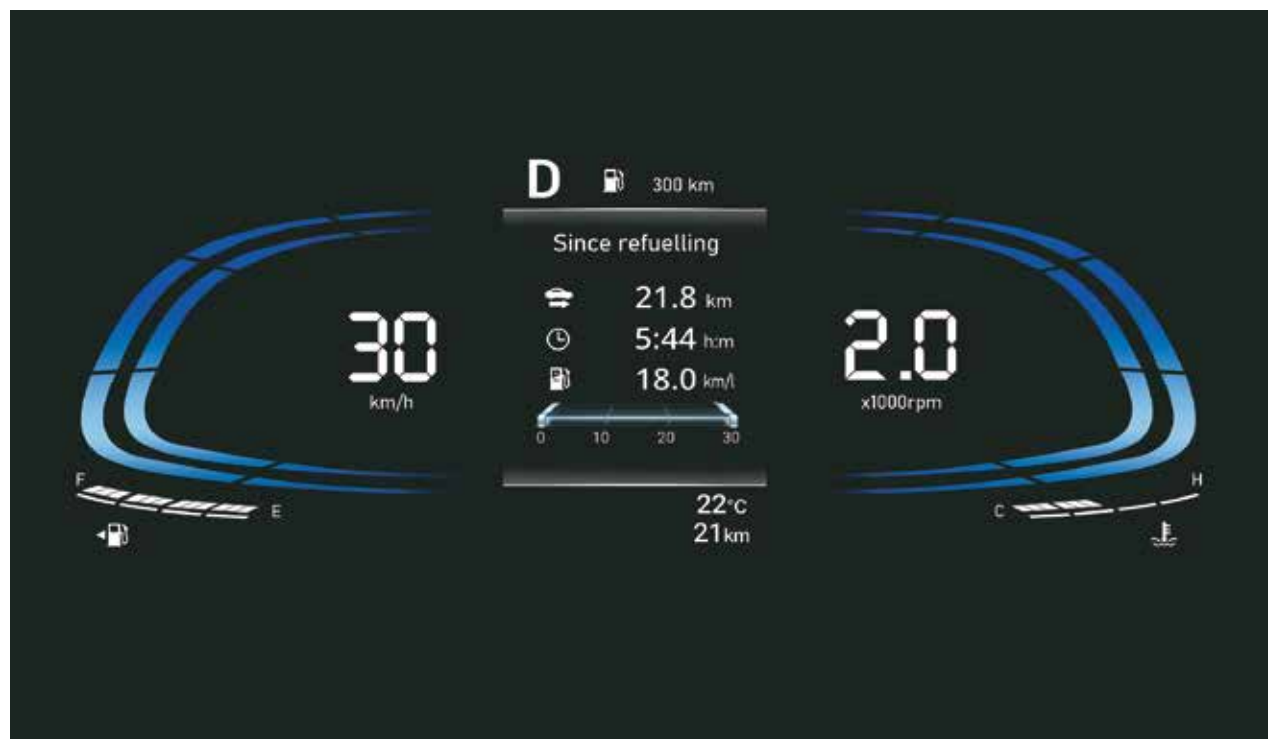 D 300 km
Since refuelling
21.8 km
5:44 h:m
18.0 km/l
0 10 20 30
30
km/h
2.0
x1000rpm
F E
C H
22°C
21km